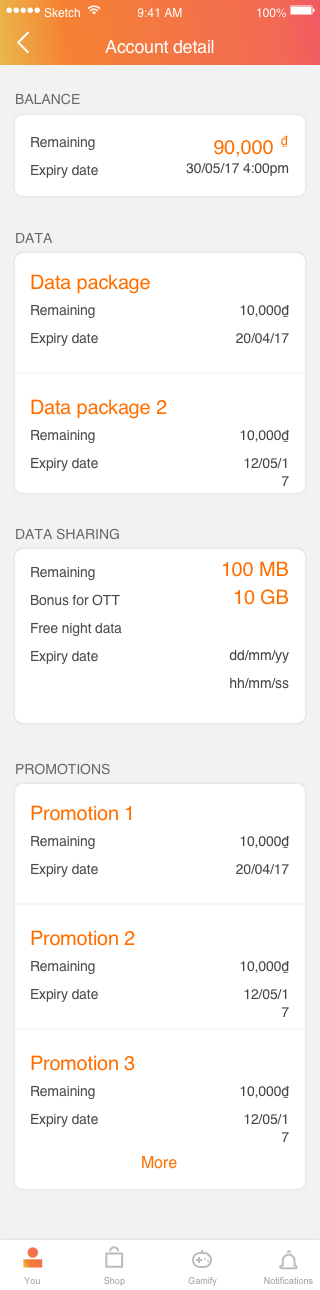 Sketch 9:41 AM 100%
Account detail
BALANCE
Remaining 90,000 ₫
Expiry date 30/05/17 4:00pm
DATA
Data package
Remaining 10,000₫
Expiry date 20/04/17
Data package 2
Remaining 10,000₫
Expiry date 12/05/1
7
DATA SHARING
Remaining 100 MB
Bonus for OTT 10 GB
Free night data
Expiry date dd/mm/yy
hh/mm/ss
PROMOTIONS
Promotion 1
Remaining 10,000₫
Expiry date 20/04/17
Promotion 2
Remaining 10,000₫
Expiry date 12/05/1
7
Promotion 3
Remaining 10,000₫
Expiry date 12/05/1
7
More
You Shop Gamify Notifications